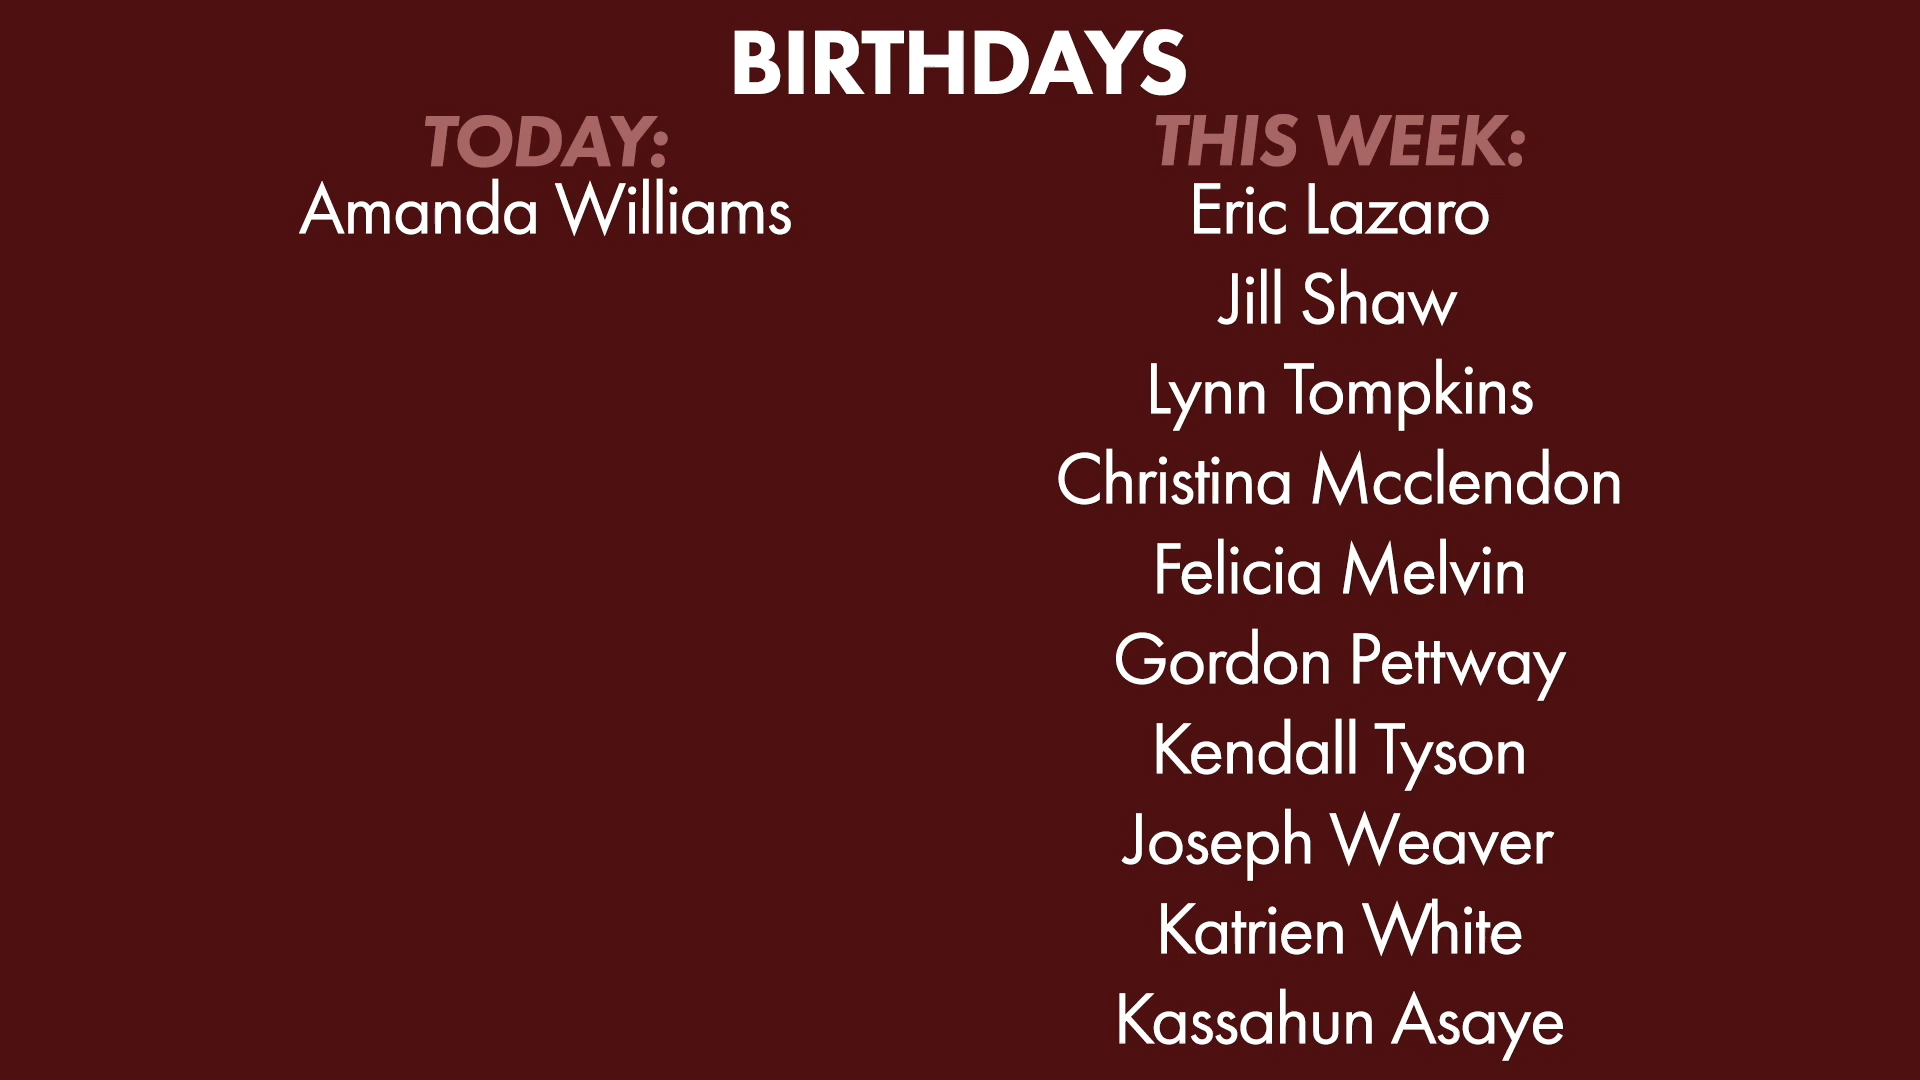 BIRTHDAYS
TODAY:
Amanda Williams
THIS WEEK:
Eric Lazaro
Jill Shaw
Lynn Tompkins
Christina Mcclendon
Felicia Melvin
Gordon Pettway
Kendall Tyson
Joseph Weaver
Katrien White
Kassahun Asaye